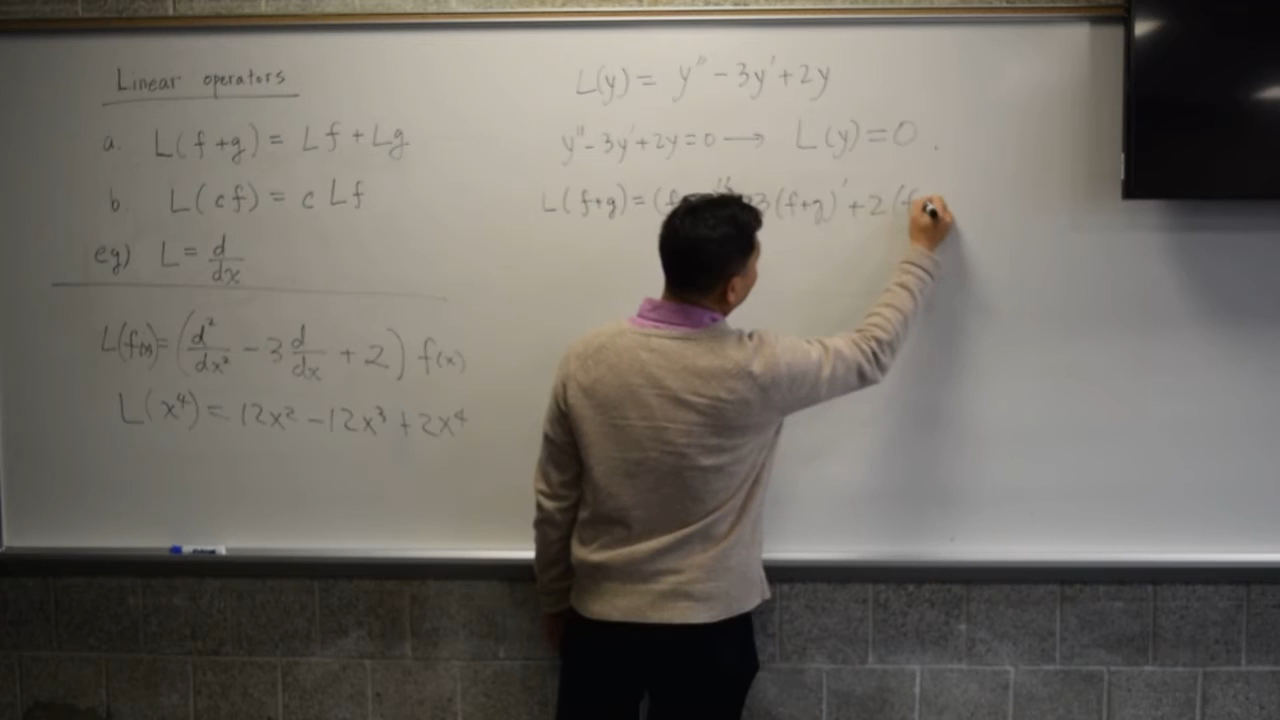 Linear operators
a. L(f+g) = Lf + Lg
b. L(cf) = c Lf
eg) L = d/dx
L(f(x)) = (d²/dx² - 3 d/dx + 2) f(x)
L(x⁴) = 12x² - 12x³ + 2x⁴
L(y) = y'' - 3y' + 2y
y'' - 3y' + 2y = 0 → L(y) = 0.
L(f+g) = (f 3(f+g)' + 2(f